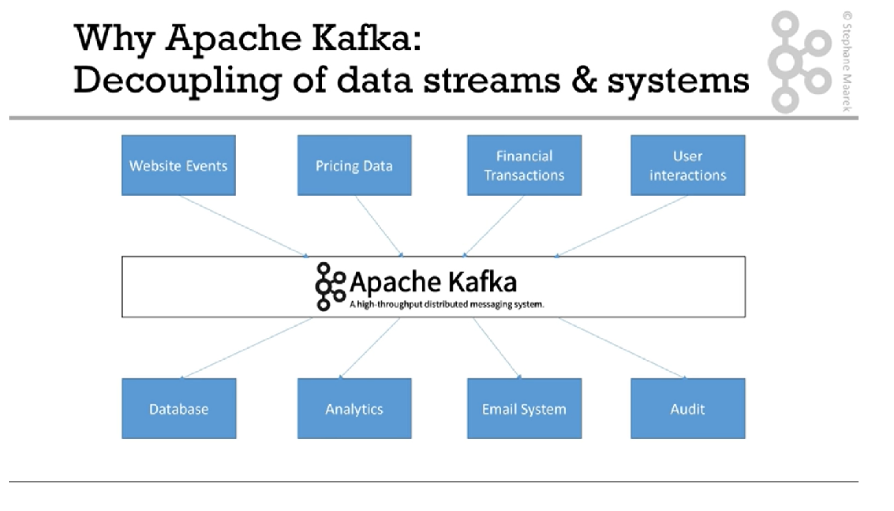 Why Apache Kafka:
Decoupling of data streams & systems
© Stephane Maarek
Website Events
Pricing Data
Financial
Transactions
User
interactions
Apache Kafka
A high-throughput distributed messaging system.
Database
Analytics
Email System
Audit